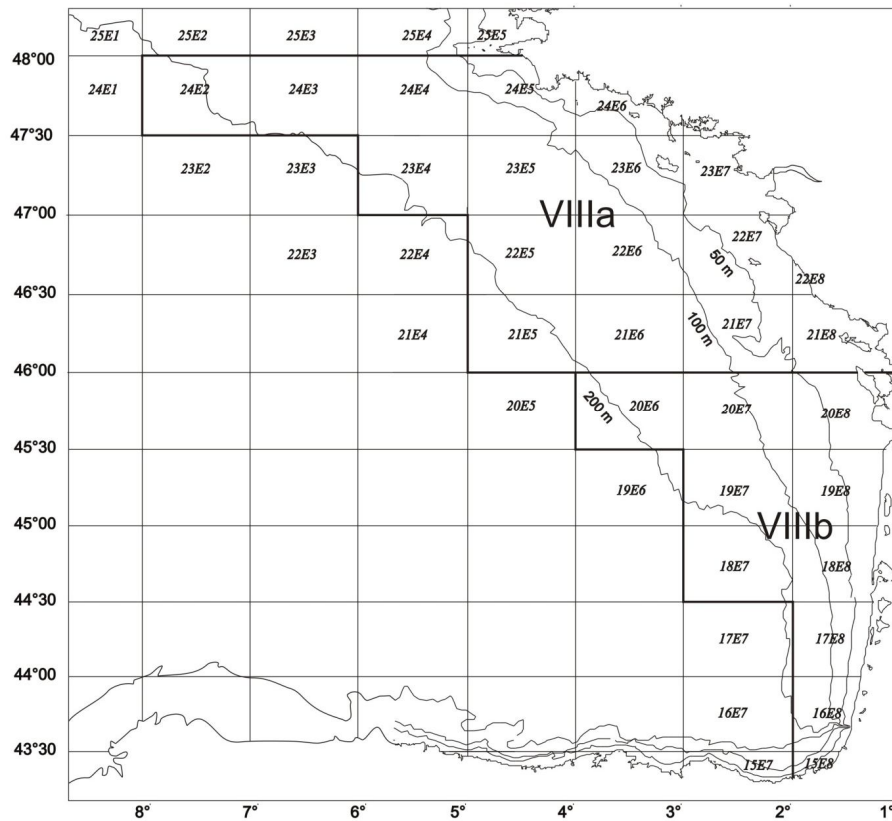 25E1 25E2 25E3 25E4 25E5
48°00
24E1 24E2 24E3 24E4 24E5
24E6
47°30
23E2 23E3 23E4 23E5 23E6 23E7
47°00
VIIIa
22E3 22E4 22E5 22E6 22E7
50 m
22E8
46°30
100 m
21E4 21E5 21E6 21E7 21E8
46°00
200 m
20E5 20E6 20E7 20E8
45°30
19E6 19E7 19E8
45°00
VIIIb
18E7 18E8
44°30
17E7 17E8
44°00
16E7 16E8
43°30
15E7 15E8
8° 7° 6° 5° 4° 3° 2° 1°